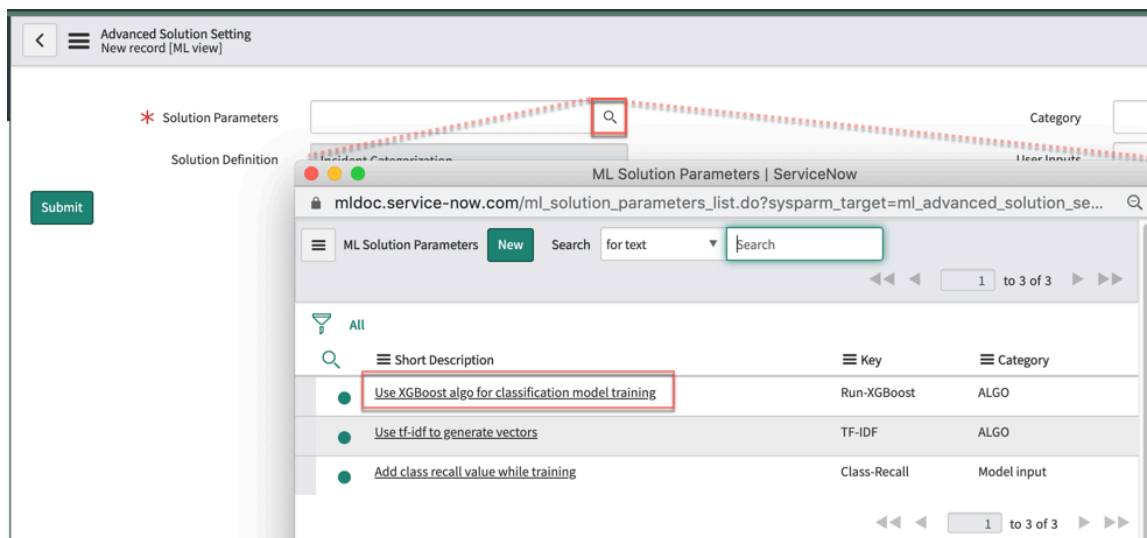 Advanced Solution Setting
New record [ML view]
* Solution Parameters
Category
Solution Definition
Incident Categorization
User Inputs
Submit
ML Solution Parameters | ServiceNow
mldoc.service-now.com/ml_solution_parameters_list.do?sysparm_target=ml_advanced_solution_se...
ML Solution Parameters New Search for text Search
1 to 3 of 3
All
Short Description Key Category
Use XGBoost algo for classification model training Run-XGBoost ALGO
Use tf-idf to generate vectors TF-IDF ALGO
Add class recall value while training Class-Recall Model input
1 to 3 of 3